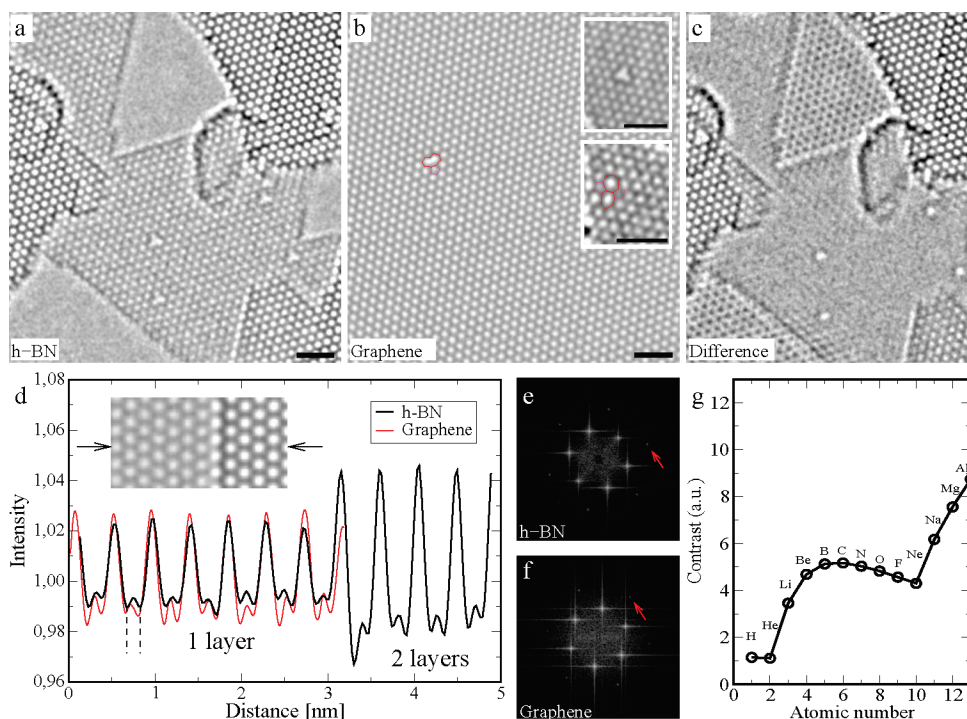 a
h−BN
b
Graphene
c
Difference
d
1,08
1,06
1,04
1,02
1,00
0,98
0,96
Intensity
h-BN
Graphene
1 layer
2 layers
0
1
2
3
4
5
Distance [nm]
e
h−BN
f
Graphene
g
12
10
8
6
4
2
0
Contrast (a.u.)
H
He
Li
Be
B
C
N
O
F
Ne
Na
Mg
0
2
4
6
8
10
12
Atomic number